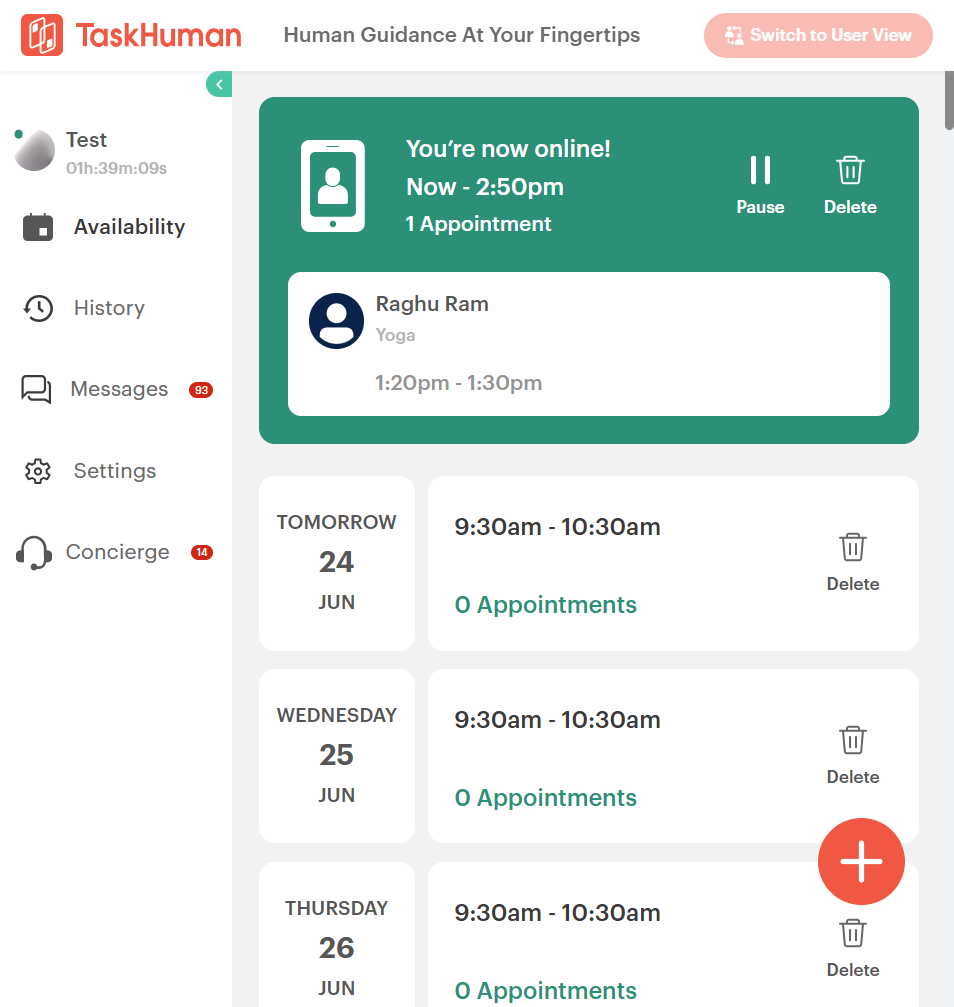 TaskHuman
Human Guidance At Your Fingertips
Switch to User View
Test
01h:39m:09s
Availability
History
Messages
93
Settings
Concierge
14
You’re now online!
Now - 2:50pm
1 Appointment
Pause
Delete
Raghu Ram
Yoga
1:20pm - 1:30pm
TOMORROW
24
JUN
9:30am - 10:30am
0 Appointments
Delete
WEDNESDAY
25
JUN
9:30am - 10:30am
0 Appointments
Delete
THURSDAY
26
JUN
9:30am - 10:30am
0 Appointments
Delete